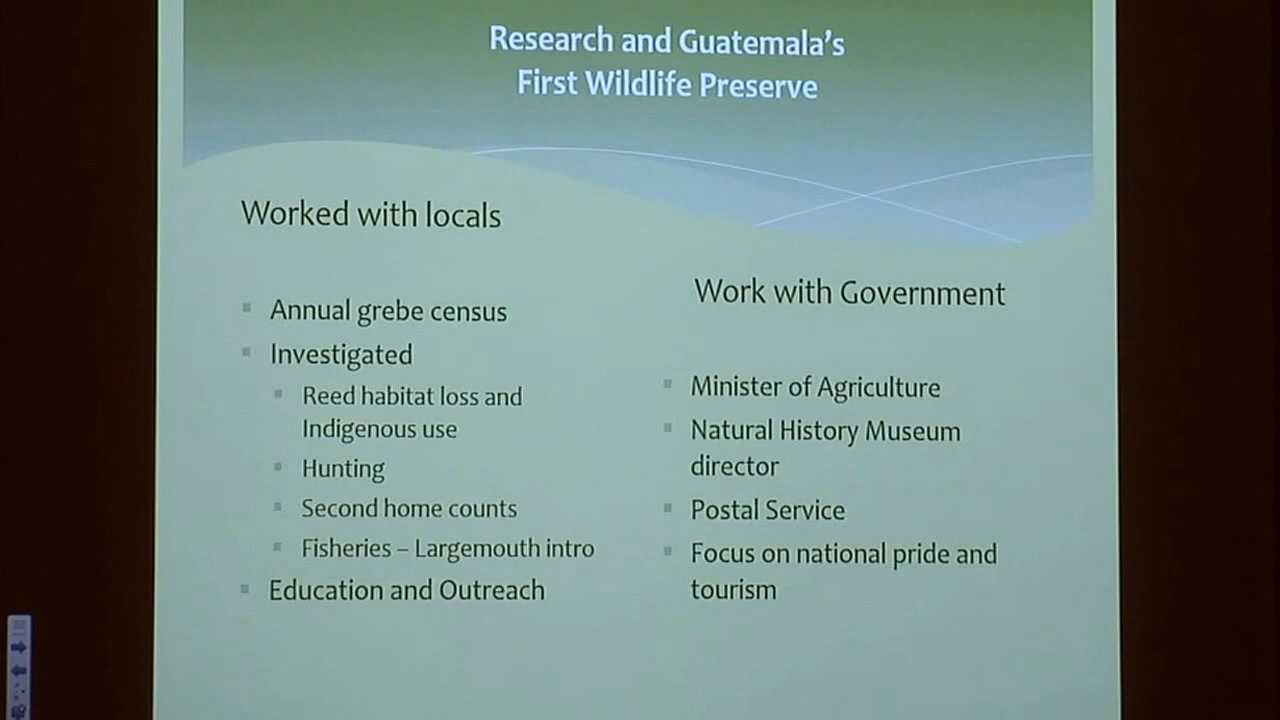 Research and Guatemala's
First Wildlife Preserve
Worked with locals
Annual grebe census
Investigated
Reed habitat loss and
Indigenous use
Hunting
Second home counts
Fisheries – Largemouth intro
Education and Outreach
Work with Government
Minister of Agriculture
Natural History Museum
director
Postal Service
Focus on national pride and
tourism